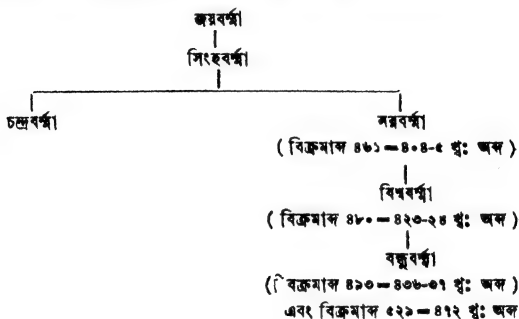 জয়বর্ম্মা
সিংহবর্ম্মা
চন্দ্রবর্ম্মা নরবর্ম্মা
( বিক্রমাব্দ ৪৬১ = ৪০৪-৫ খৃঃ অব্দ )
বিশ্ববর্ম্মা
( বিক্রমাব্দ ৪৮০ = ৪২৩-২৪ খৃঃ অব্দ )
বন্ধুবর্ম্মা
( বিক্রমাব্দ ৪৯৩ = ৪৩৬-৩৭ খৃঃ অব্দ )
এবং বিক্রমাব্দ ৫২৯ = ৪৭২ খৃঃ অব্দ